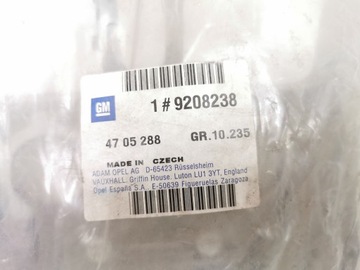 GM
1 # 9208238
47 05 288 GR.10.235
MADE IN CZECH
ADAM OPEL AG D-65423 Rüsselsheim
VAUXHALL. Griffin House. Luton LU1 3YT, England
Opel España S.A. E-50639 Figueruelas Zaragoza